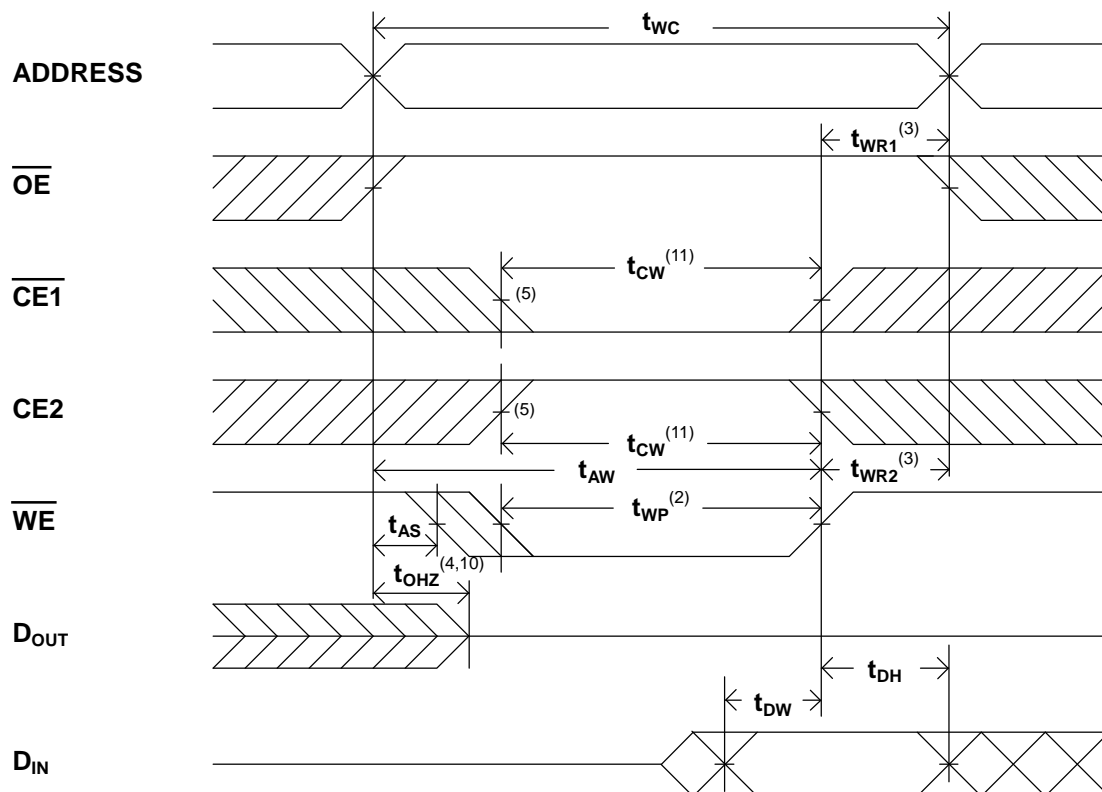 tWC
ADDRESS
tWR1(3)
OE
tCW(11)
CE1
(5)
CE2
(5)
tCW(11)
tAW
tWR2(3)
WE
tWP(2)
tAS
tOHZ(4,10)
DOUT
tDH
tDW
DIN